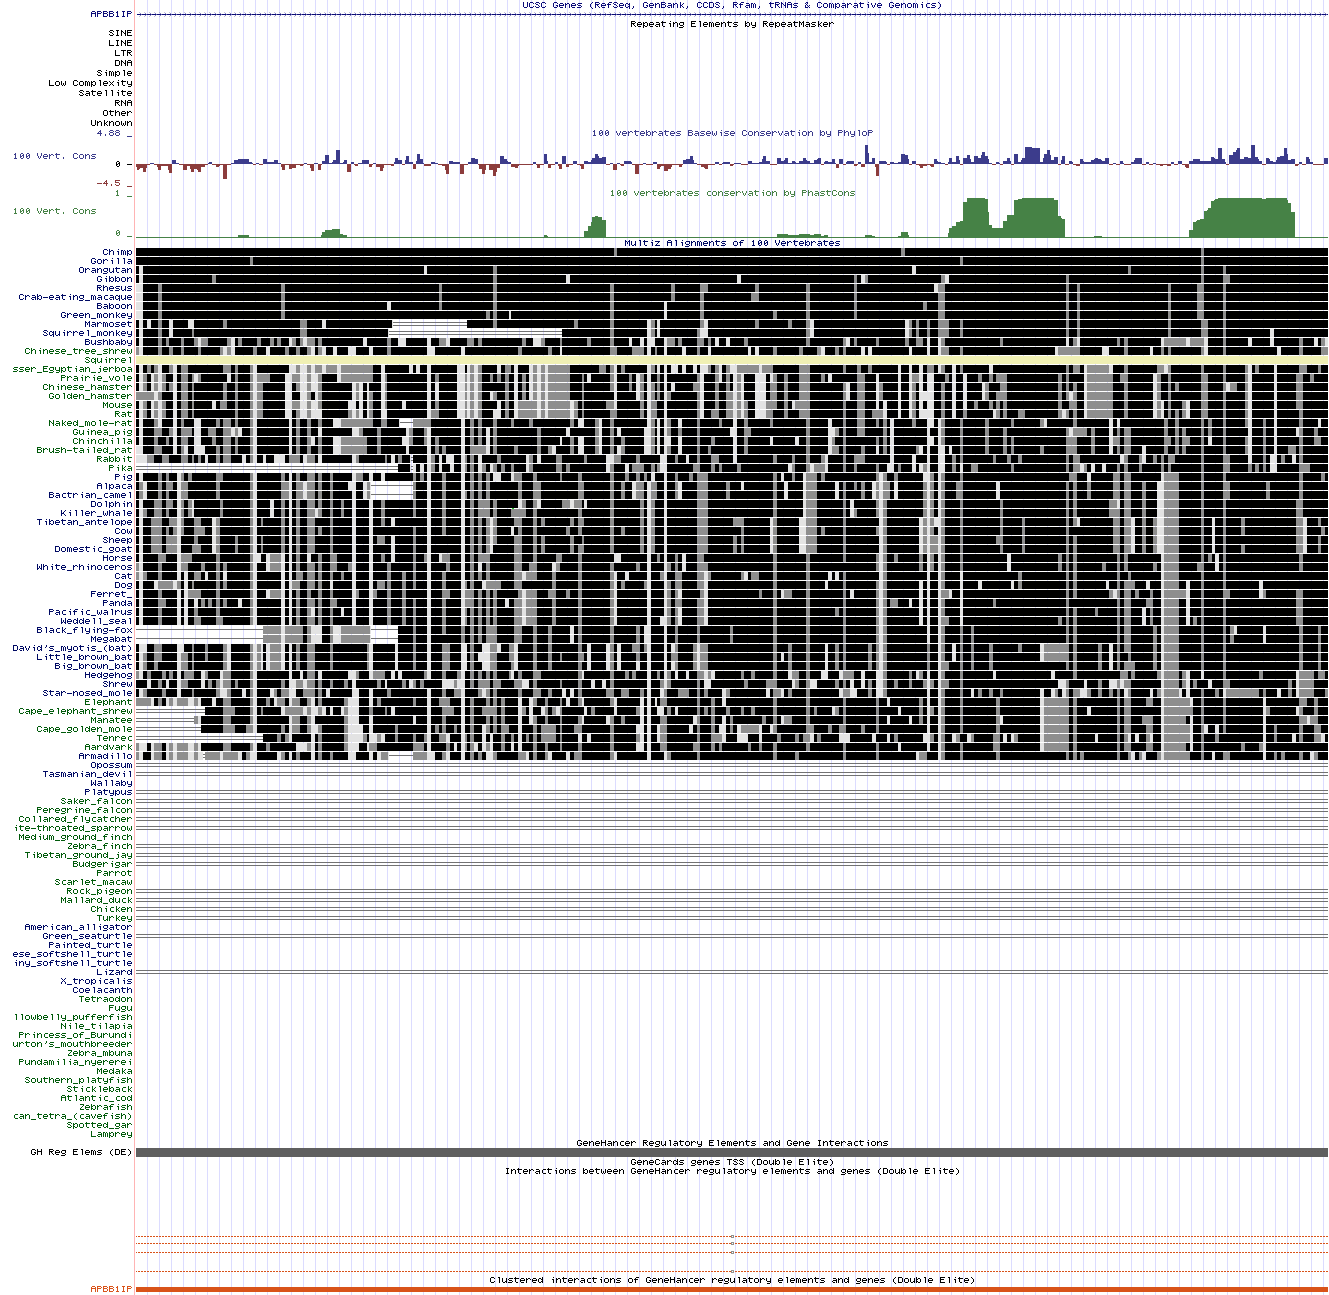 UCSC Genes (RefSeq, GenBank, CCDS, Rfam, tRNAs & Comparative Genomics)
APBB1IP
Repeating Elements by RepeatMasker
SINE
LINE
LTR
DNA
Simple
Low Complexity
Satellite
RNA
Other
Unknown
4.88 _
100 vertebrates Basewise Conservation by PhyloP
100 Vert. Cons
0 _
-4.5 _
100 vertebrates conservation by PhastCons
1 _
100 Vert. Cons
0 _
Multiz Alignments of 100 Vertebrates
Chimp
Gorilla
Orangutan
Gibbon
Rhesus
Crab-eating_macaque
Baboon
Green_monkey
Marmoset
Squirrel_monkey
Bushbaby
Chinese_tree_shrew
Squirrel
sser_Egyptian_jerboa
Prairie_vole
Chinese_hamster
Golden_hamster
Mouse
Rat
Naked_mole-rat
Guinea_pig
Chinchilla
Brush-tailed_rat
Rabbit
Pika
Pig
Alpaca
Bactrian_camel
Dolphin
Killer_whale
Tibetan_antelope
Cow
Sheep
Domestic_goat
Horse
White_rhinoceros
Cat
Dog
Ferret_
Panda
Pacific_walrus
Weddell_seal
Black_flying-fox
Megabat
David's_myotis_(bat)
Little_brown_bat
Big_brown_bat
Hedgehog
Shrew
Star-nosed_mole
Elephant
Cape_elephant_shrew
Manatee
Cape_golden_mole
Tenrec
Aardvark
Armadillo
Opossum
Tasmanian_devil
Wallaby
Platypus
Saker_falcon
Peregrine_falcon
Collared_flycatcher
ite-throated_sparrow
Medium_ground_finch
Zebra_finch
Tibetan_ground_jay
Budgerigar
Parrot
Scarlet_macaw
Rock_pigeon
Mallard_duck
Chicken
Turkey
American_alligator
Green_seaturtle
Painted_turtle
ese_softshell_turtle
iny_softshell_turtle
Lizard
X_tropicalis
Coelacanth
Tetraodon
Fugu
llowbelly_pufferfish
Nile_tilapia
Princess_of_Burundi
urton's_mouthbreeder
Zebra_mbuna
Pundamilia_nyererei
Medaka
Southern_platyfish
Stickleback
Atlantic_cod
Zebrafish
can_tetra_(cavefish)
Spotted_gar
Lamprey
GeneHancer Regulatory Elements and Gene Interactions
GH Reg Elems (DE)
GeneCards genes TSS (Double Elite)
Interactions between GeneHancer regulatory elements and genes (Double Elite)
Clustered interactions of GeneHancer regulatory elements and genes (Double Elite)
APBB1IP